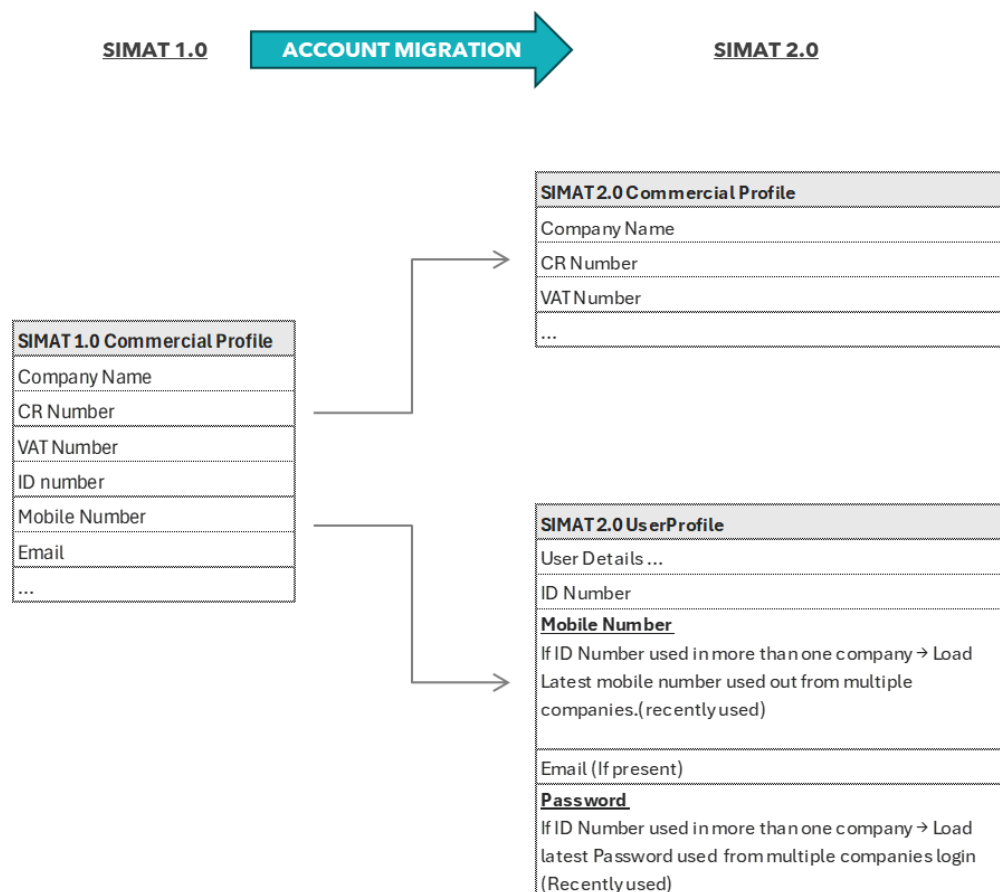 SIMAT 1.0
ACCOUNT MIGRATION
SIMAT 2.0
SIMAT 2.0 Commercial Profile
Company Name
CR Number
VAT Number
...
SIMAT 1.0 Commercial Profile
Company Name
CR Number
VAT Number
ID number
Mobile Number
Email
...
SIMAT 2.0 UserProfile
User Details ...
ID Number
Mobile Number
If ID Number used in more than one company → Load
Latest mobile number used out from multiple
companies.(recently used)
Email (If present)
Password
If ID Number used in more than one company → Load
latest Password used from multiple companies login
(Recently used)